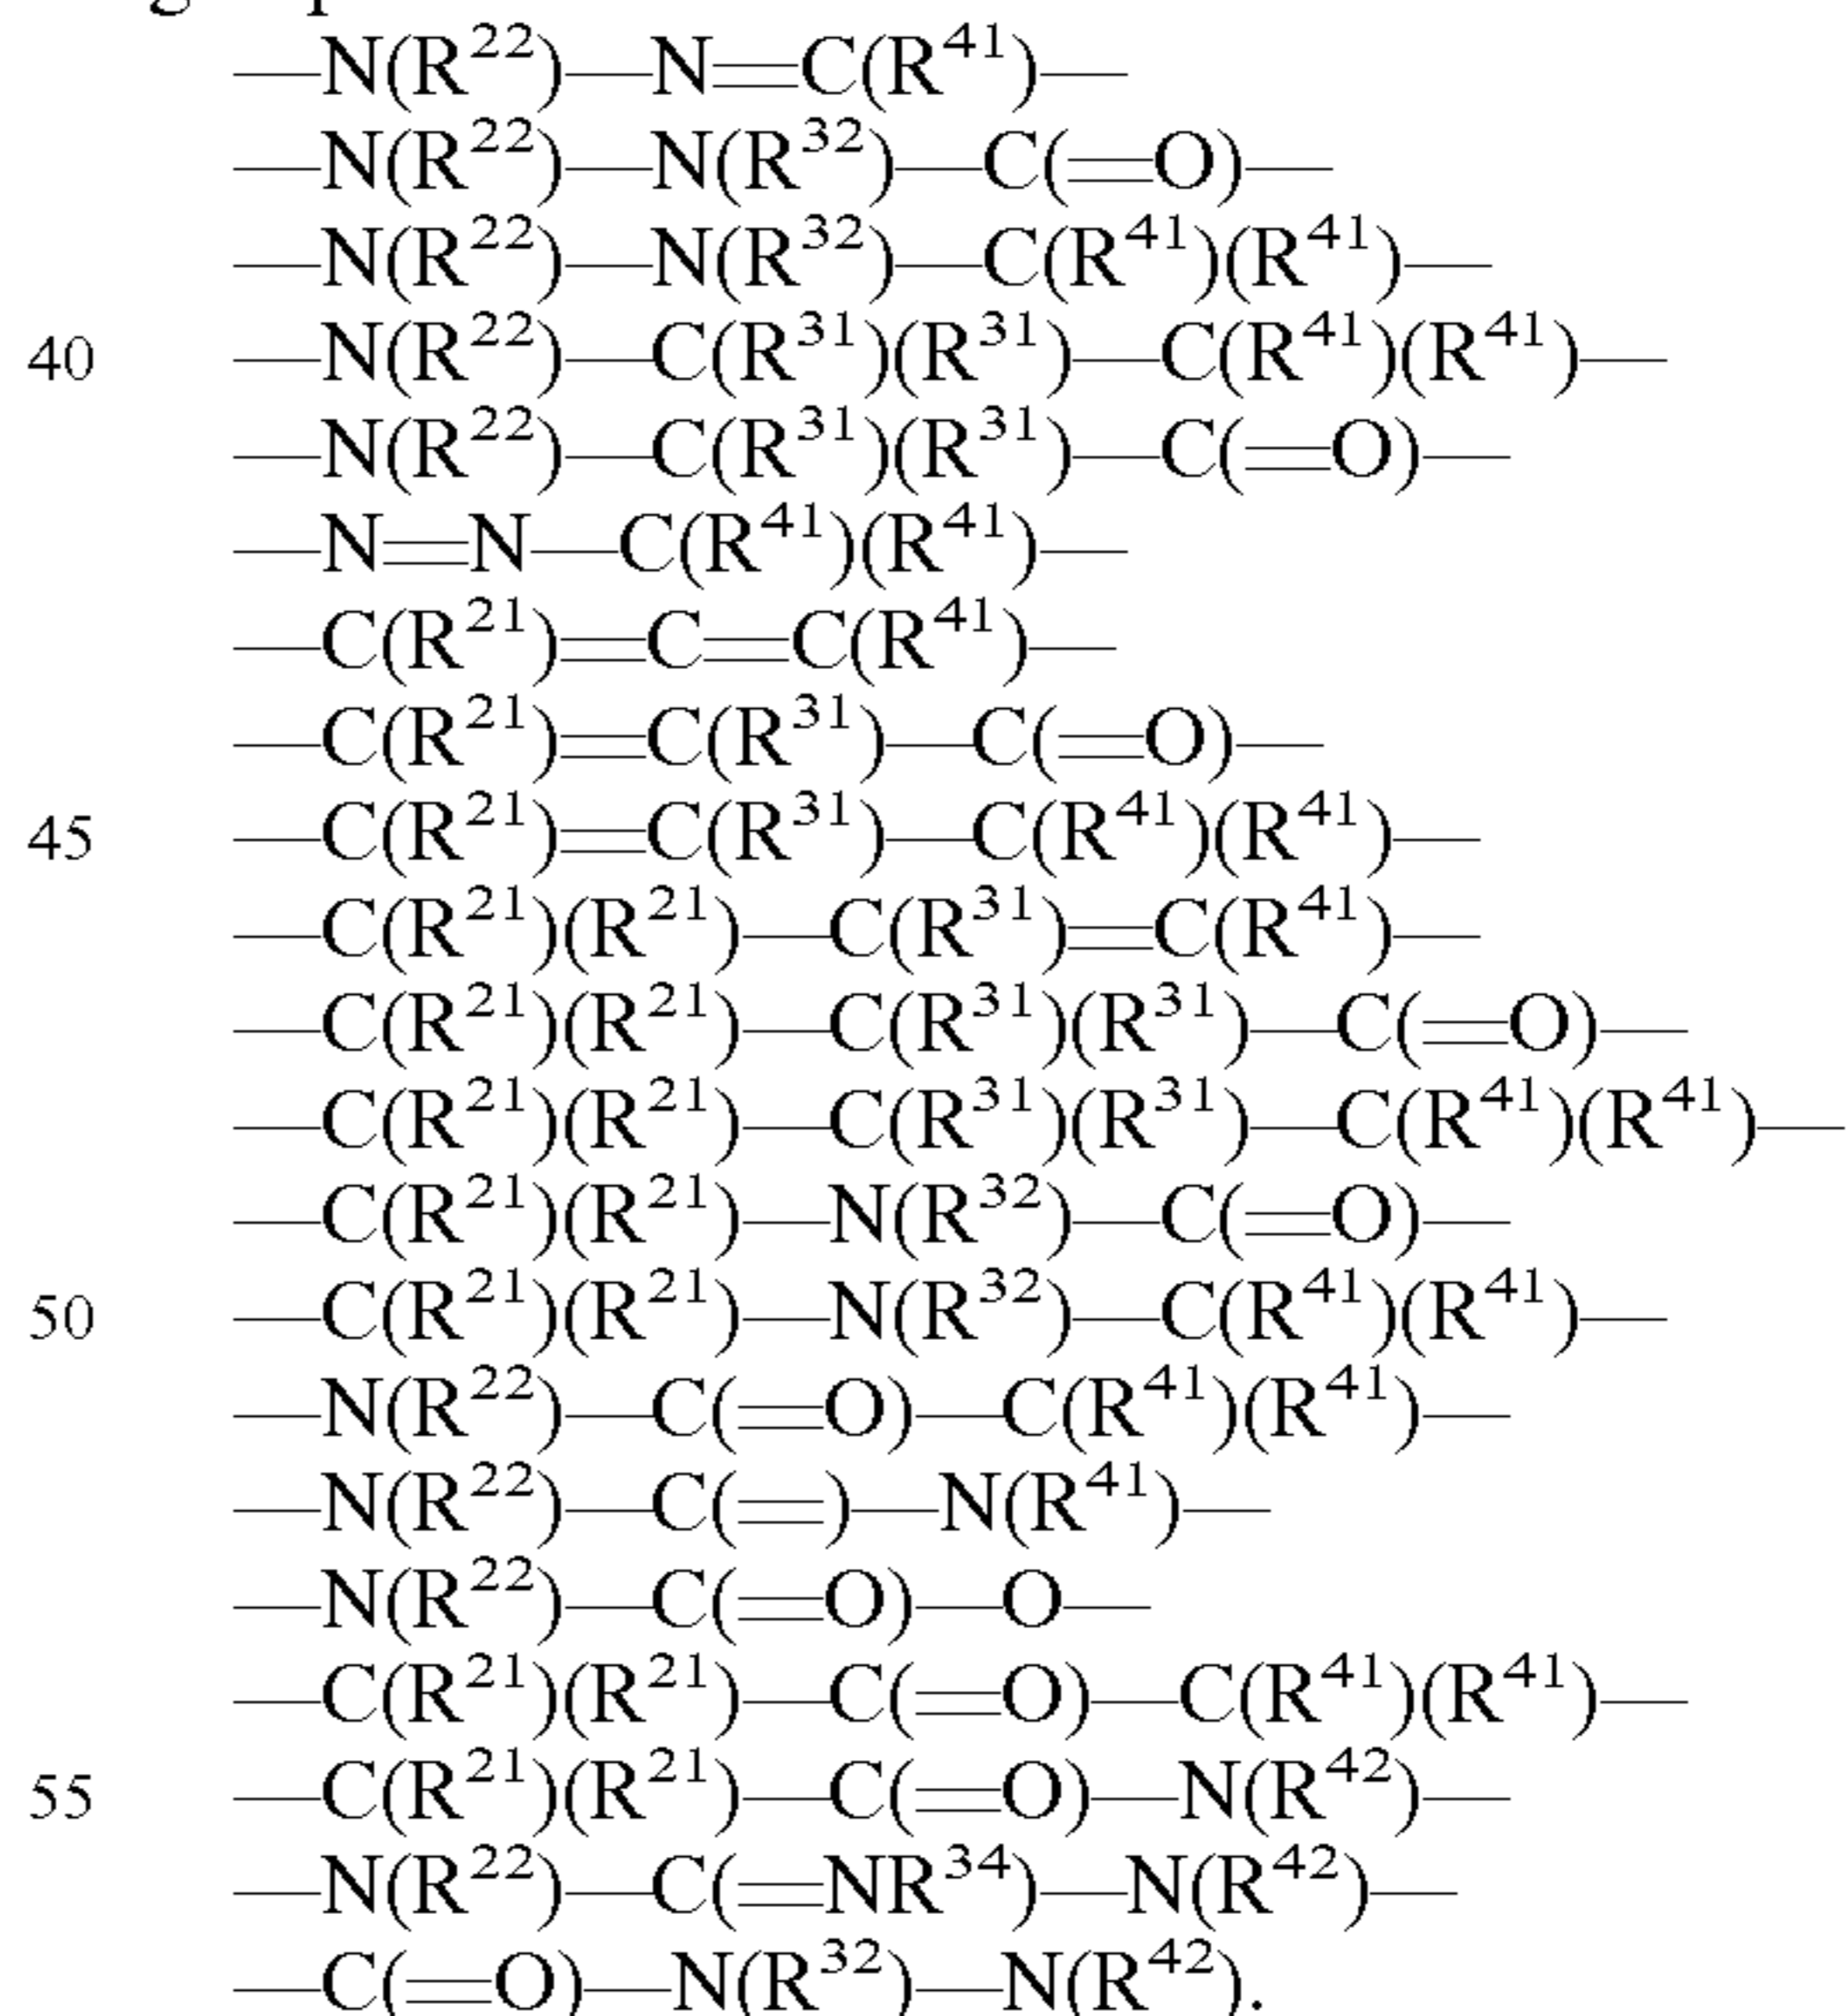 —N(R²²)—N=C(R⁴¹)—
—N(R²²)—N(R³²)—C(=O)—
—N(R²²)—N(R³²)—C(R⁴¹)(R⁴¹)—
40 —N(R²²)—C(R³¹)(R³¹)—C(R⁴¹)(R⁴¹)—
—N(R²²)—C(R³¹)(R³¹)—C(=O)—
—N=N—C(R⁴¹)(R⁴¹)—
—C(R²¹)=C=C(R⁴¹)—
—C(R²¹)=C(R³¹)—C(=O)—
45 —C(R²¹)=C(R³¹)—C(R⁴¹)(R⁴¹)—
—C(R²¹)(R²¹)—C(R³¹)=C(R⁴¹)—
—C(R²¹)(R²¹)—C(R³¹)(R³¹)—C(=O)—
—C(R²¹)(R²¹)—C(R³¹)(R³¹)—C(R⁴¹)(R⁴¹)—
—C(R²¹)(R²¹)—N(R³²)—C(=O)—
50 —C(R²¹)(R²¹)—N(R³²)—C(R⁴¹)(R⁴¹)—
—N(R²²)—C(=O)—C(R⁴¹)(R⁴¹)—
—N(R²²)—C(=)—N(R⁴¹)—
—N(R²²)—C(=O)—O—
—C(R²¹)(R²¹)—C(=O)—C(R⁴¹)(R⁴¹)—
55 —C(R²¹)(R²¹)—C(=O)—N(R⁴²)—
—N(R²²)—C(=NR³⁴)—N(R⁴²)—
—C(=O)—N(R³²)—N(R⁴²).